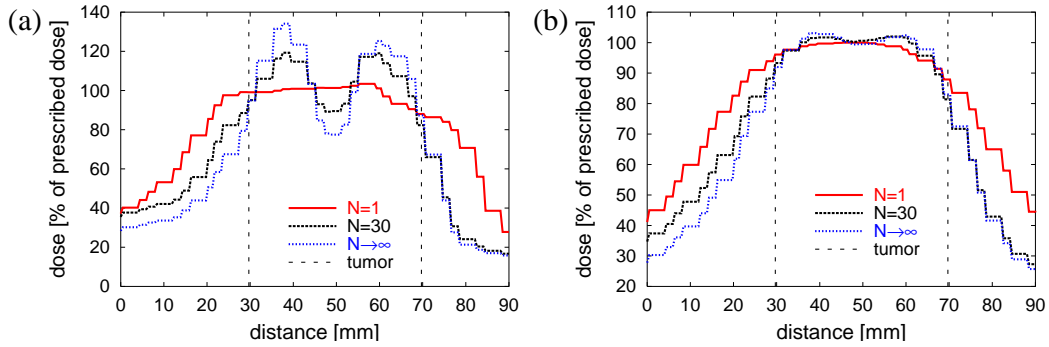 (a)
dose [% of prescribed dose]
140
120
100
80
60
40
20
0
N=1
N=30
N→∞
tumor
0 10 20 30 40 50 60 70 80 90
distance [mm]
(b)
dose [% of prescribed dose]
110
100
90
80
70
60
50
40
30
20
N=1
N=30
N→∞
tumor
0 10 20 30 40 50 60 70 80 90
distance [mm]